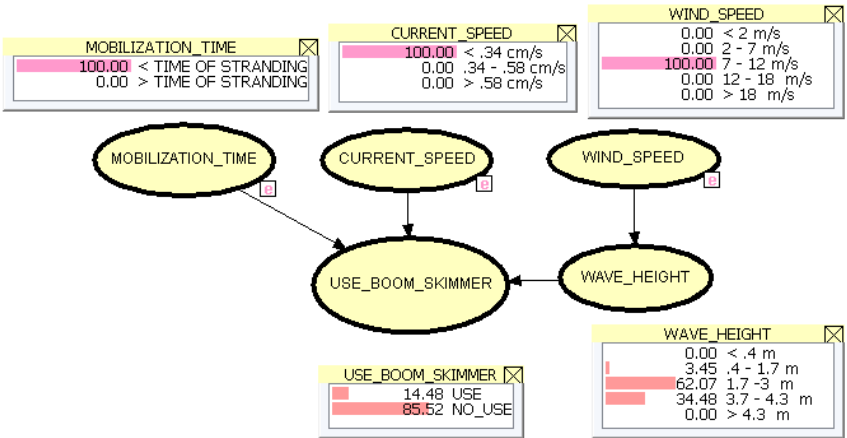 MOBILIZATION_TIME
100.00 < TIME OF STRANDING
0.00 > TIME OF STRANDING
CURRENT_SPEED
100.00 < .34 cm/s
0.00 .34 - .58 cm/s
0.00 > .58 cm/s
WIND_SPEED
0.00 < 2 m/s
0.00 2 - 7 m/s
100.00 7 - 12 m/s
0.00 12 - 18 m/s
0.00 > 18 m/s
MOBILIZATION_TIME
e
CURRENT_SPEED
e
WIND_SPEED
e
USE_BOOM_SKIMMER
WAVE_HEIGHT
USE_BOOM_SKIMMER
14.48 USE
85.52 NO_USE
WAVE_HEIGHT
0.00 < .4 m
3.45 .4 - 1.7 m
62.07 1.7 -3 m
34.48 3.7 - 4.3 m
0.00 > 4.3 m